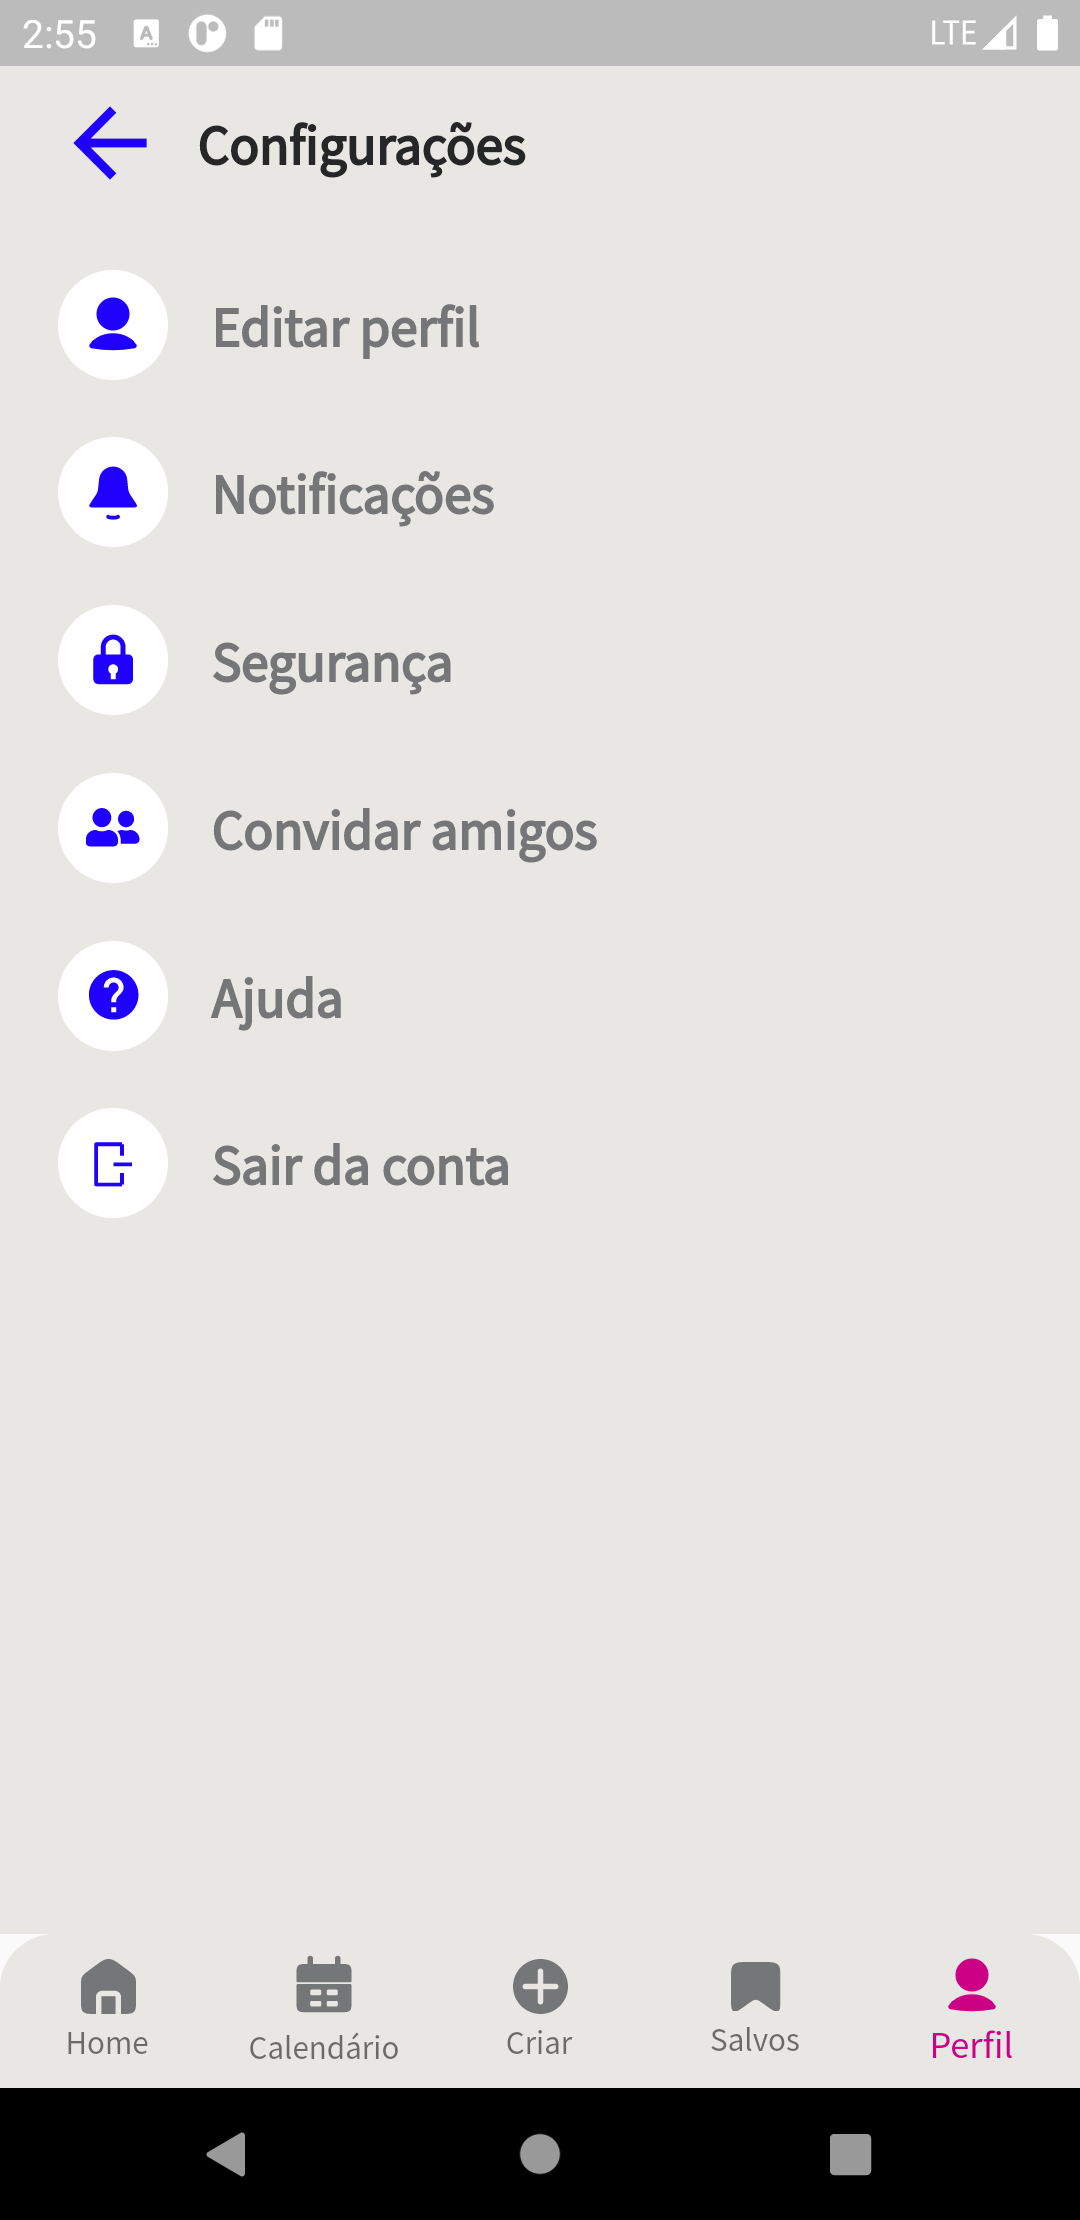 2:55 LTE
Configurações
Editar perfil
Notificações
Segurança
Convidar amigos
Ajuda
Sair da conta
Home Calendário Criar Salvos Perfil